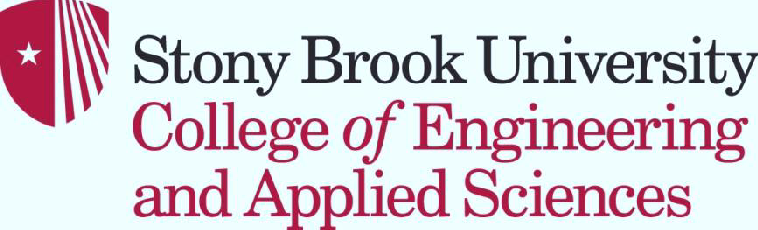 Stony Brook University
College of Engineering
and Applied Sciences